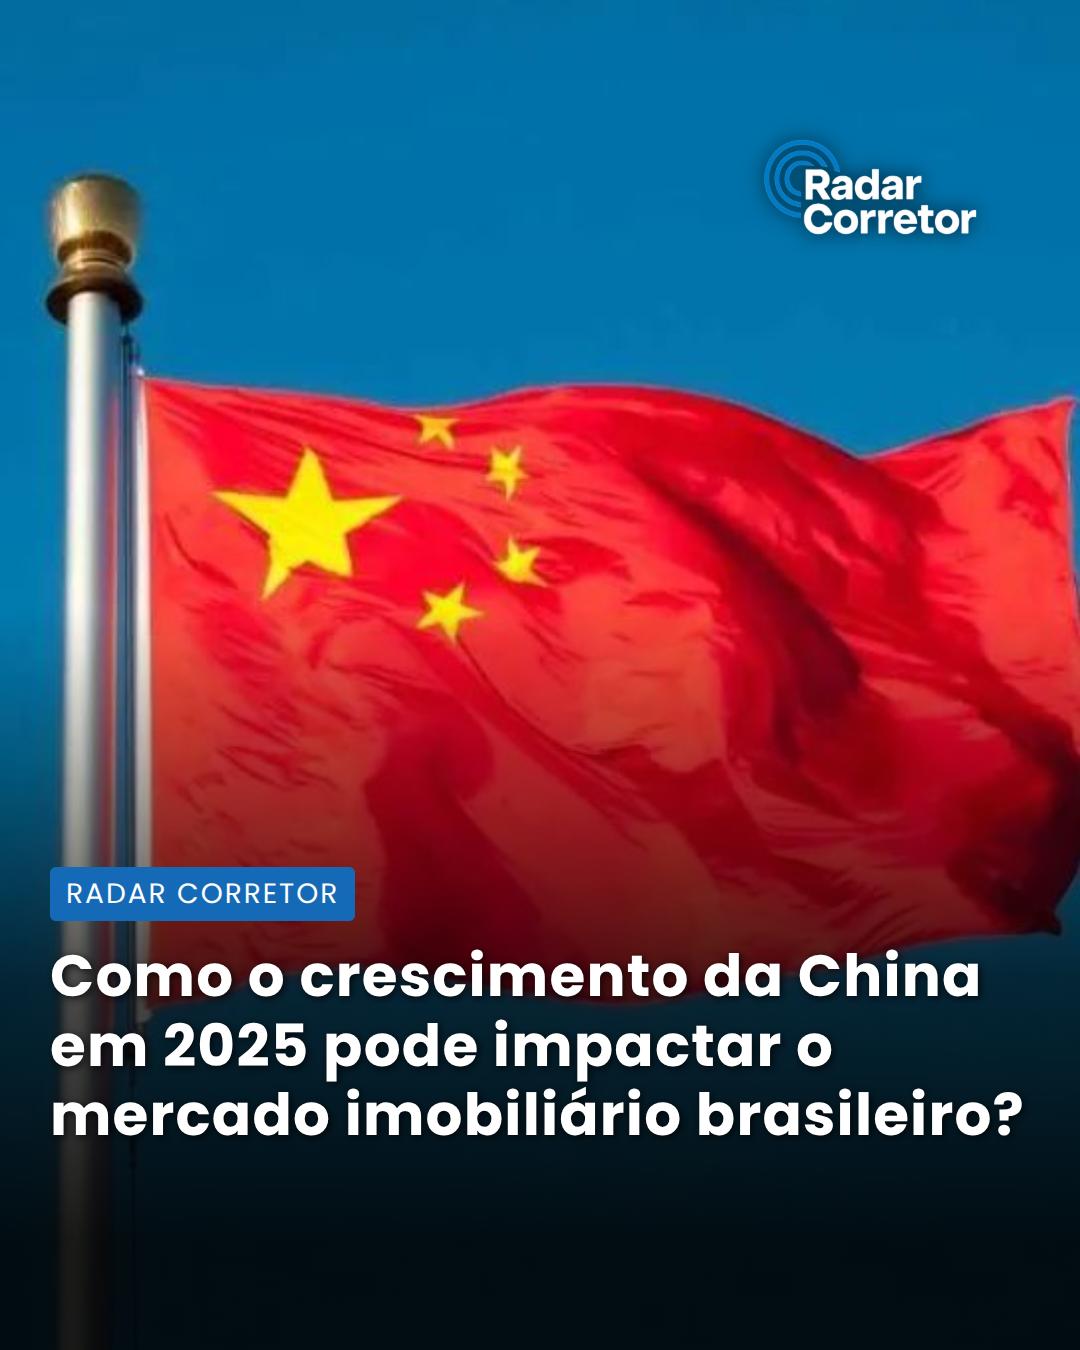 Radar
Corretor
RADAR CORRETOR
Como o crescimento da China
em 2025 pode impactar o
mercado imobiliário brasileiro?